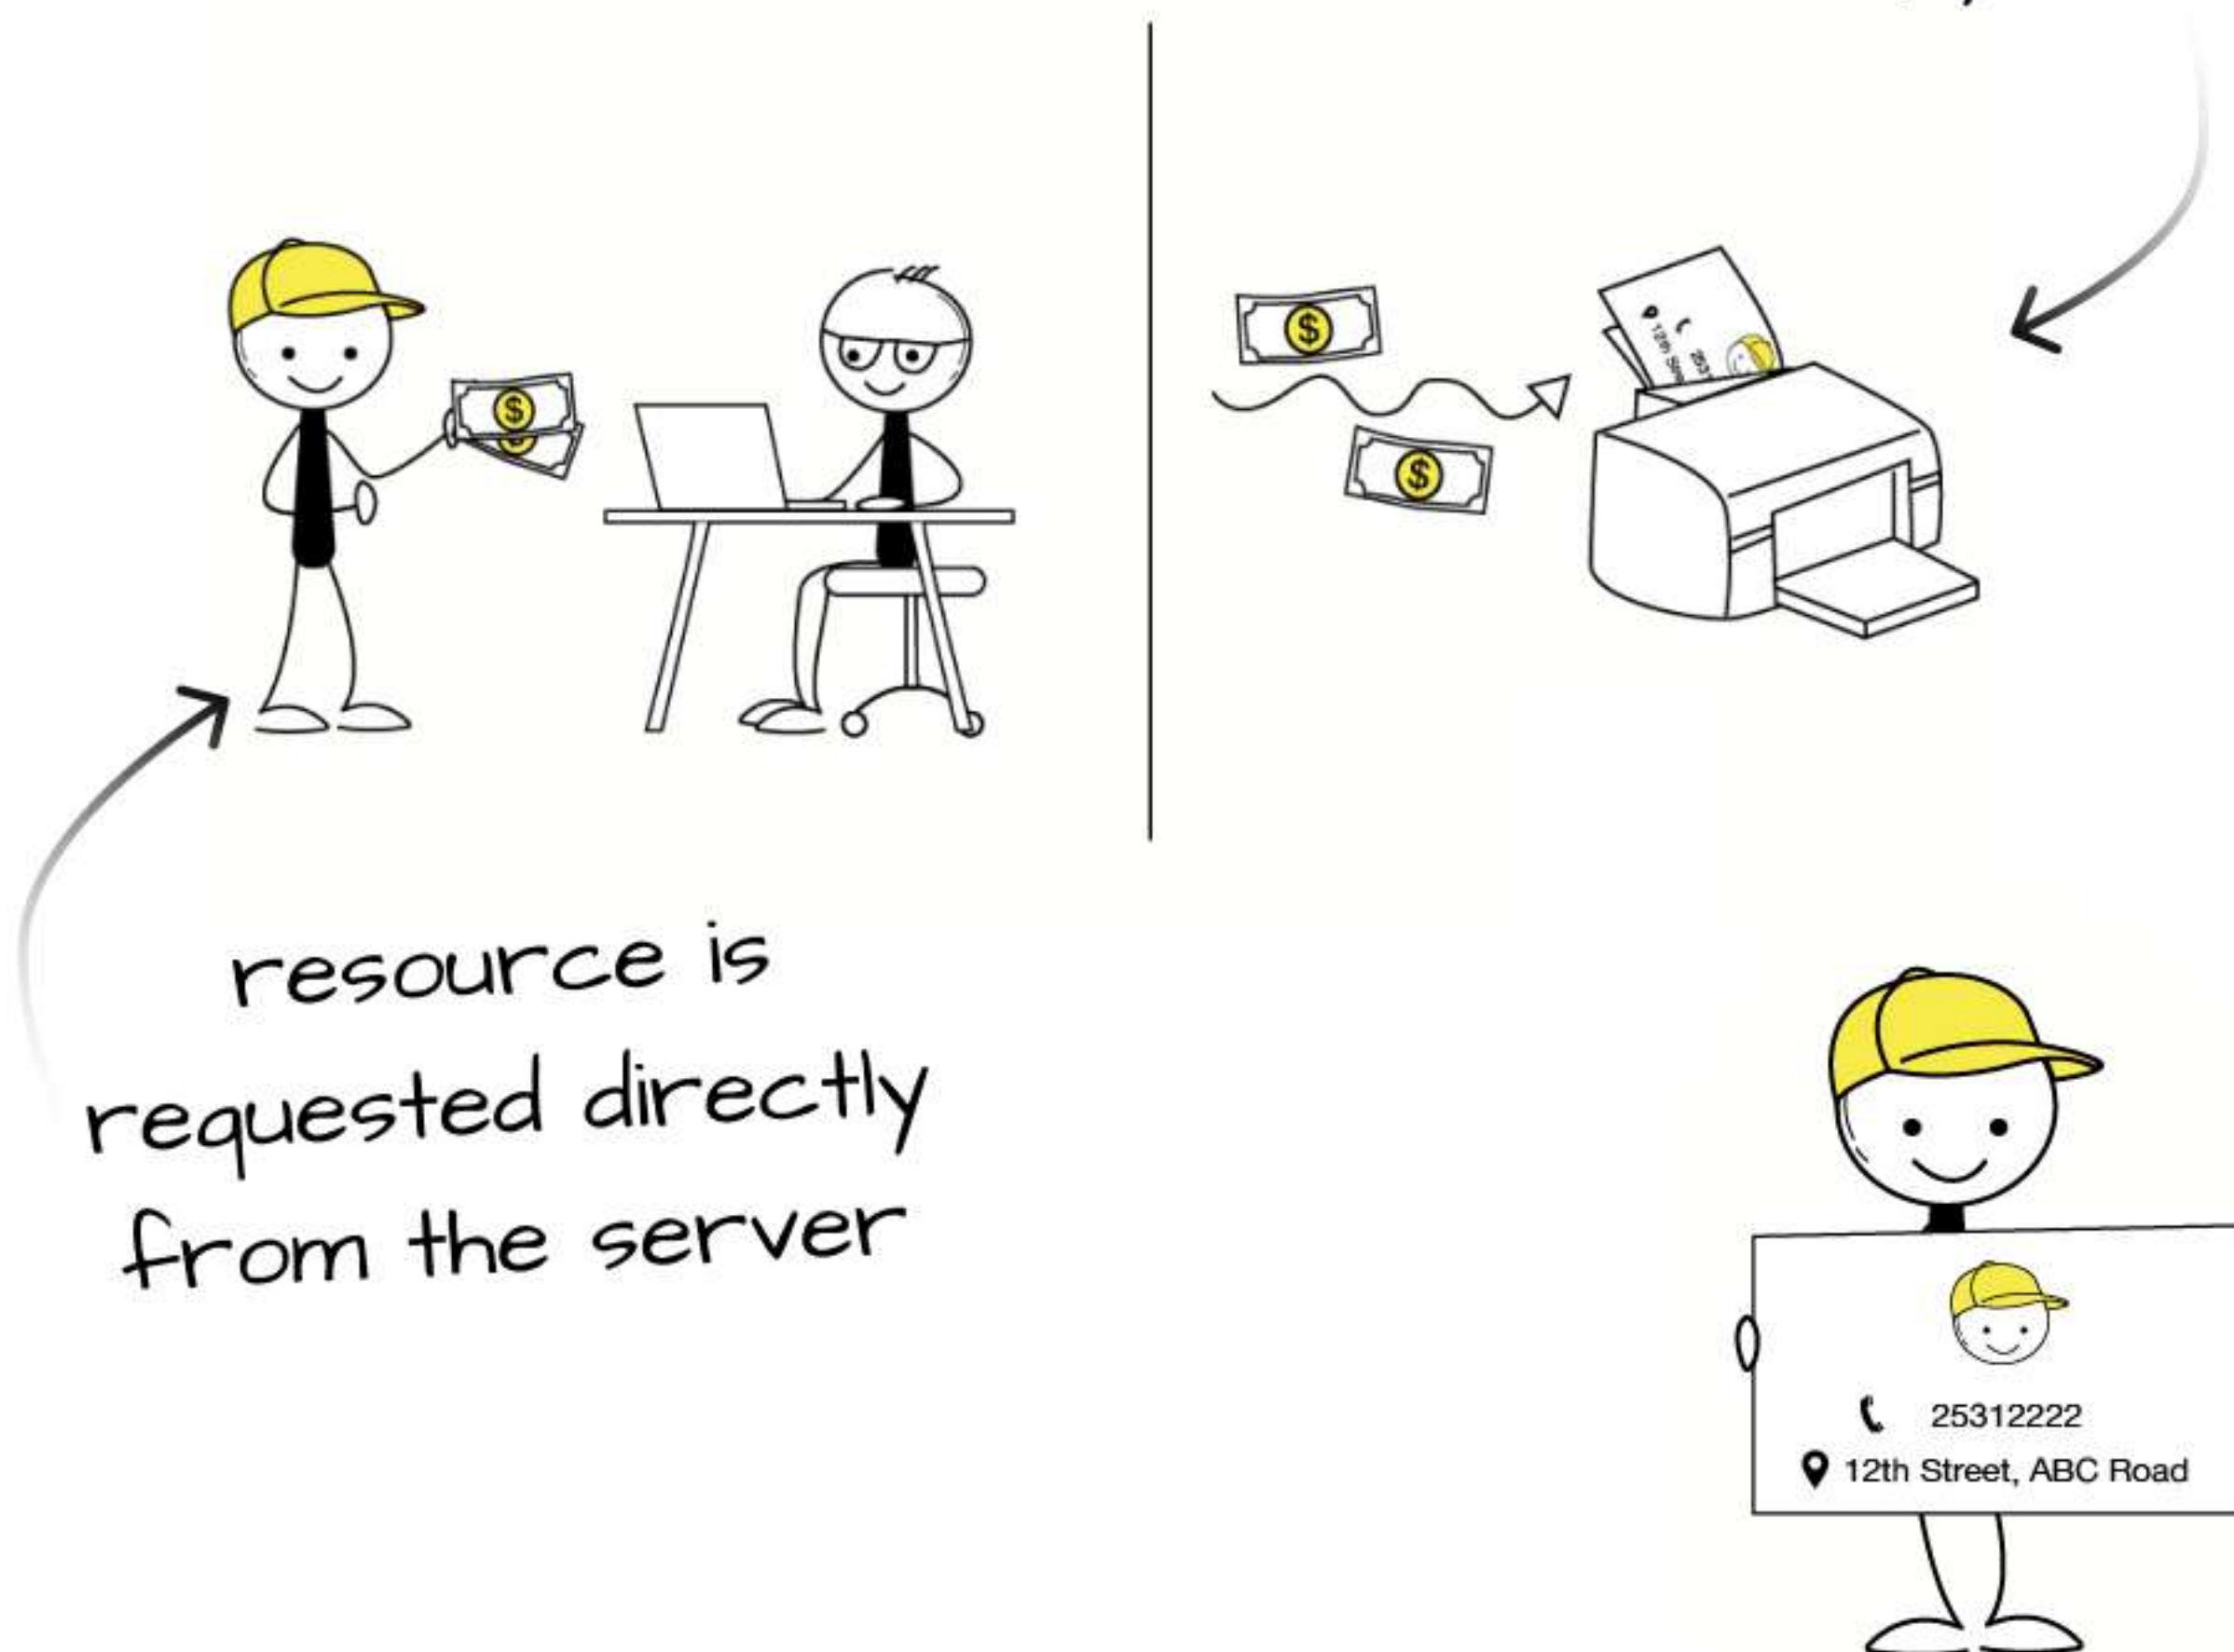 resource is
requested directly
from the server
25312222
12th Street, ABC Road